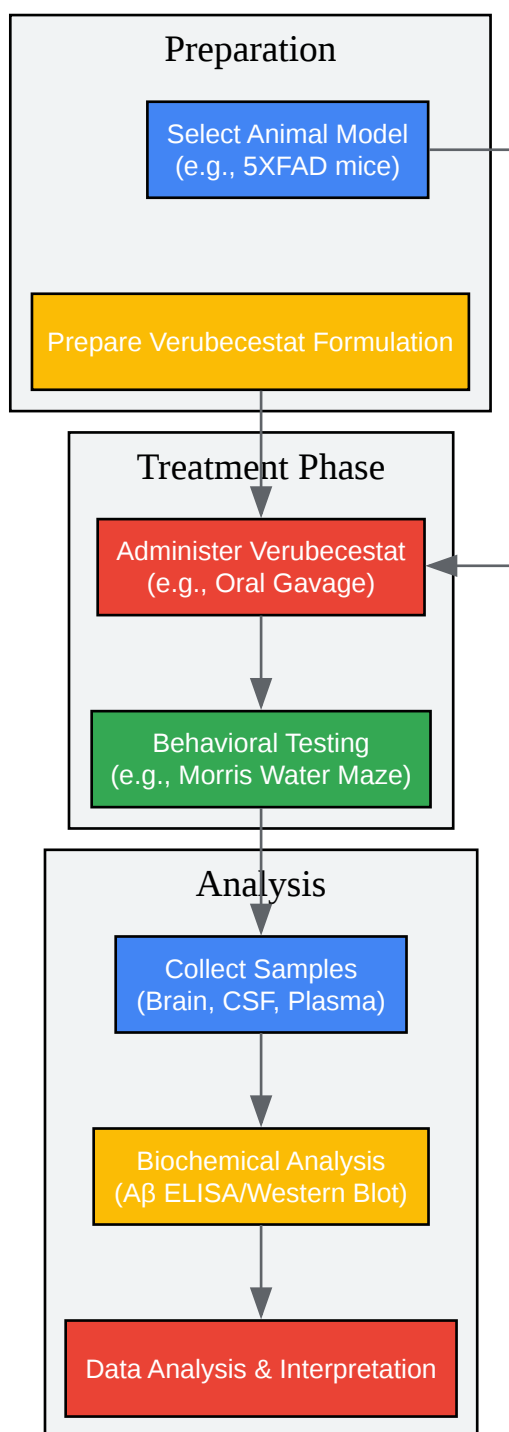 Preparation
Select Animal Model
(e.g., 5XFAD mice)
Prepare Verubecestat Formulation
Treatment Phase
Administer Verubecestat
(e.g., Oral Gavage)
Behavioral Testing
(e.g., Morris Water Maze)
Analysis
Collect Samples
(Brain, CSF, Plasma)
Biochemical Analysis
(Aβ ELISA/Western Blot)
Data Analysis & Interpretation